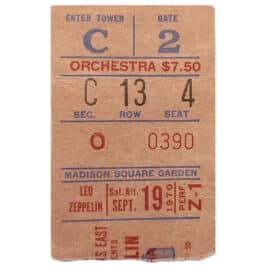 ENTER TOWER GATE
C 2
ORCHESTRA $7.50
C 13 4
SEC. ROW SEAT
O 0390
MADISON SQUARE GARDEN
LED ZEPPELIN Sat. Aft. SEPT. 19 1970 PERF. Z-1